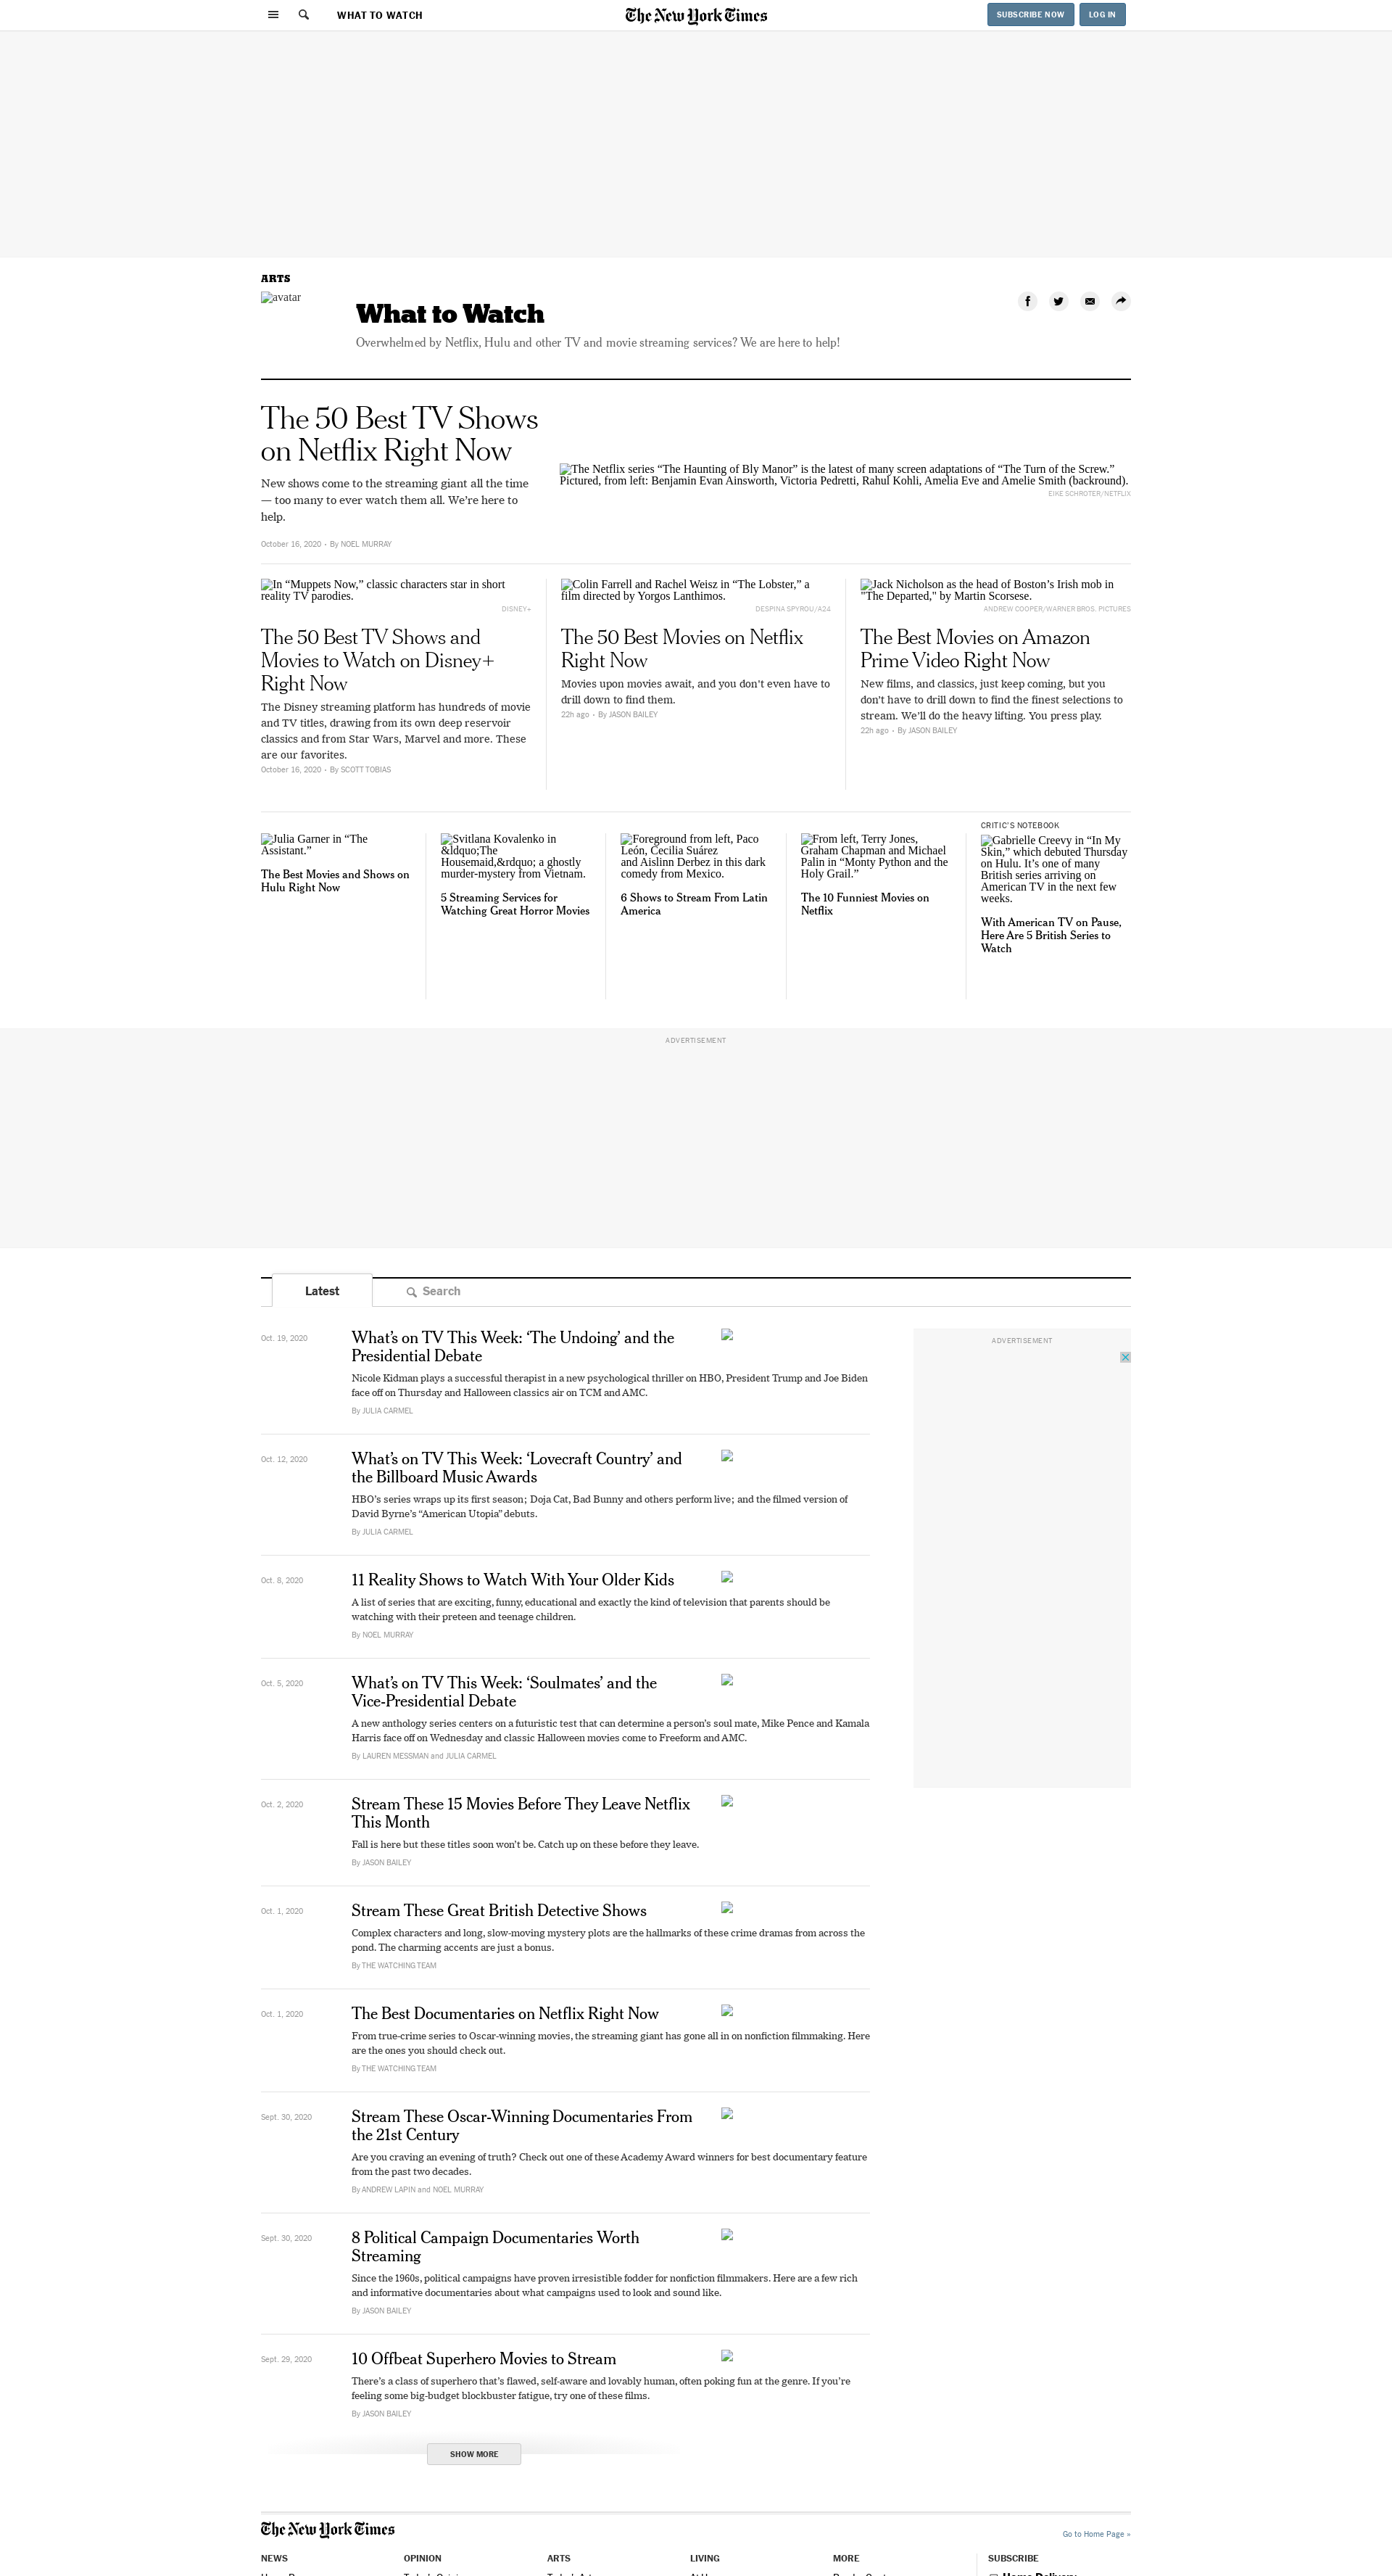 WHAT TO WATCH
The New York Times
SUBSCRIBE NOW
LOG IN
ARTS
avatar
What to Watch
Overwhelmed by Netflix, Hulu and other TV and movie streaming services? We are here to help!
The 50 Best TV Shows
on Netflix Right Now
New shows come to the streaming giant all the time
— too many to ever watch them all. We’re here to
help.
October 16, 2020 • By NOEL MURRAY
The Netflix series “The Haunting of Bly Manor” is the latest of many screen adaptations of “The Turn of the Screw.”
Pictured, from left: Benjamin Evan Ainsworth, Victoria Pedretti, Rahul Kohli, Amelia Eve and Amelie Smith (backround).
EIKE SCHROTER/NETFLIX
In “Muppets Now,” classic characters star in short
reality TV parodies.
DISNEY+
The 50 Best TV Shows and
Movies to Watch on Disney+
Right Now
The Disney streaming platform has hundreds of movie
and TV titles, drawing from its own deep reservoir
classics and from Star Wars, Marvel and more. These
are our favorites.
October 16, 2020 • By SCOTT TOBIAS
Colin Farrell and Rachel Weisz in “The Lobster,” a
film directed by Yorgos Lanthimos.
DESPINA SPYROU/A24
The 50 Best Movies on Netflix
Right Now
Movies upon movies await, and you don’t even have to
drill down to find them.
22h ago • By JASON BAILEY
Jack Nicholson as the head of Boston’s Irish mob in
"The Departed," by Martin Scorsese.
ANDREW COOPER/WARNER BROS. PICTURES
The Best Movies on Amazon
Prime Video Right Now
New films, and classics, just keep coming, but you
don’t have to drill down to find the finest selections to
stream. We’ll do the heavy lifting. You press play.
22h ago • By JASON BAILEY
Julia Garner in “The
Assistant.”
The Best Movies and Shows on
Hulu Right Now
Svitlana Kovalenko in
&ldquo;The
Housemaid,&rdquo; a ghostly
murder-mystery from Vietnam.
5 Streaming Services for
Watching Great Horror Movies
Foreground from left, Paco
León, Cecilia Suárez
and Aislinn Derbez in this dark
comedy from Mexico.
6 Shows to Stream From Latin
America
From left, Terry Jones,
Graham Chapman and Michael
Palin in “Monty Python and the
Holy Grail.”
The 10 Funniest Movies on
Netflix
CRITIC’S NOTEBOOK
Gabrielle Creevy in “In My
Skin,” which debuted Thursday
on Hulu. It’s one of many
British series arriving on
American TV in the next few
weeks.
With American TV on Pause,
Here Are 5 British Series to
Watch
ADVERTISEMENT
Latest
Search
ADVERTISEMENT
Oct. 19, 2020
What’s on TV This Week: ‘The Undoing’ and the
Presidential Debate
Nicole Kidman plays a successful therapist in a new psychological thriller on HBO, President Trump and Joe Biden
face off on Thursday and Halloween classics air on TCM and AMC.
By JULIA CARMEL
Oct. 12, 2020
What’s on TV This Week: ‘Lovecraft Country’ and
the Billboard Music Awards
HBO’s series wraps up its first season; Doja Cat, Bad Bunny and others perform live; and the filmed version of
David Byrne’s “American Utopia” debuts.
By JULIA CARMEL
Oct. 8, 2020
11 Reality Shows to Watch With Your Older Kids
A list of series that are exciting, funny, educational and exactly the kind of television that parents should be
watching with their preteen and teenage children.
By NOEL MURRAY
Oct. 5, 2020
What’s on TV This Week: ‘Soulmates’ and the
Vice-Presidential Debate
A new anthology series centers on a futuristic test that can determine a person’s soul mate, Mike Pence and Kamala
Harris face off on Wednesday and classic Halloween movies come to Freeform and AMC.
By LAUREN MESSMAN and JULIA CARMEL
Oct. 2, 2020
Stream These 15 Movies Before They Leave Netflix
This Month
Fall is here but these titles soon won’t be. Catch up on these before they leave.
By JASON BAILEY
Oct. 1, 2020
Stream These Great British Detective Shows
Complex characters and long, slow-moving mystery plots are the hallmarks of these crime dramas from across the
pond. The charming accents are just a bonus.
By THE WATCHING TEAM
Oct. 1, 2020
The Best Documentaries on Netflix Right Now
From true-crime series to Oscar-winning movies, the streaming giant has gone all in on nonfiction filmmaking. Here
are the ones you should check out.
By THE WATCHING TEAM
Sept. 30, 2020
Stream These Oscar-Winning Documentaries From
the 21st Century
Are you craving an evening of truth? Check out one of these Academy Award winners for best documentary feature
from the past two decades.
By ANDREW LAPIN and NOEL MURRAY
Sept. 30, 2020
8 Political Campaign Documentaries Worth
Streaming
Since the 1960s, political campaigns have proven irresistible fodder for nonfiction filmmakers. Here are a few rich
and informative documentaries about what campaigns used to look and sound like.
By JASON BAILEY
Sept. 29, 2020
10 Offbeat Superhero Movies to Stream
There’s a class of superhero that’s flawed, self-aware and lovably human, often poking fun at the genre. If you’re
feeling some big-budget blockbuster fatigue, try one of these films.
By JASON BAILEY
SHOW MORE
The New York Times
Go to Home Page »
NEWS
OPINION
ARTS
LIVING
MORE
SUBSCRIBE